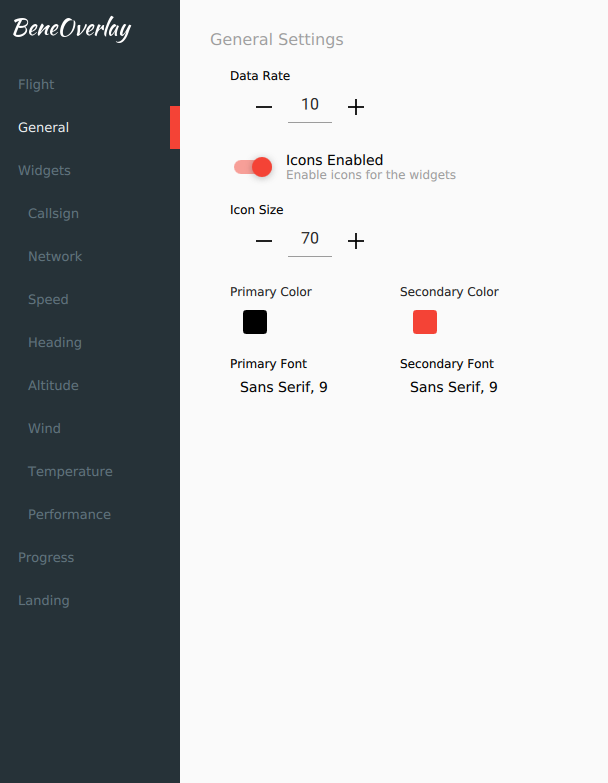 BeneOverlay
Flight
General
Widgets
Callsign
Network
Speed
Heading
Altitude
Wind
Temperature
Performance
Progress
Landing
General Settings
Data Rate
— 10 +
Icons Enabled
Enable icons for the widgets
Icon Size
— 70 +
Primary Color Secondary Color
Primary Font Secondary Font
Sans Serif, 9 Sans Serif, 9